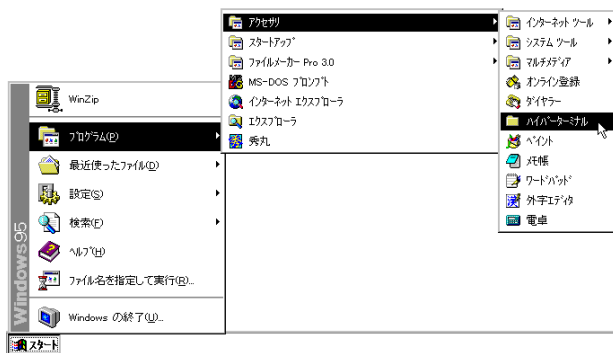 WinZip
プログラム(P)
最近使ったファイル(D)
設定(S)
検索(F)
ヘルプ(H)
ファイル名を指定して実行(R)...
Windows の終了(U)...
Windows95
スタート
アクセサリ
スタートアップ
ファイルメーカー Pro 3.0
MS-DOS プロンプト
インターネット エクスプローラ
エクスプローラ
秀丸
インターネット ツール
システム ツール
マルチメディア
オンライン登録
ダイヤラー
ハイパーターミナル
ペイント
メモ帳
ワードパッド
外字エディタ
電卓